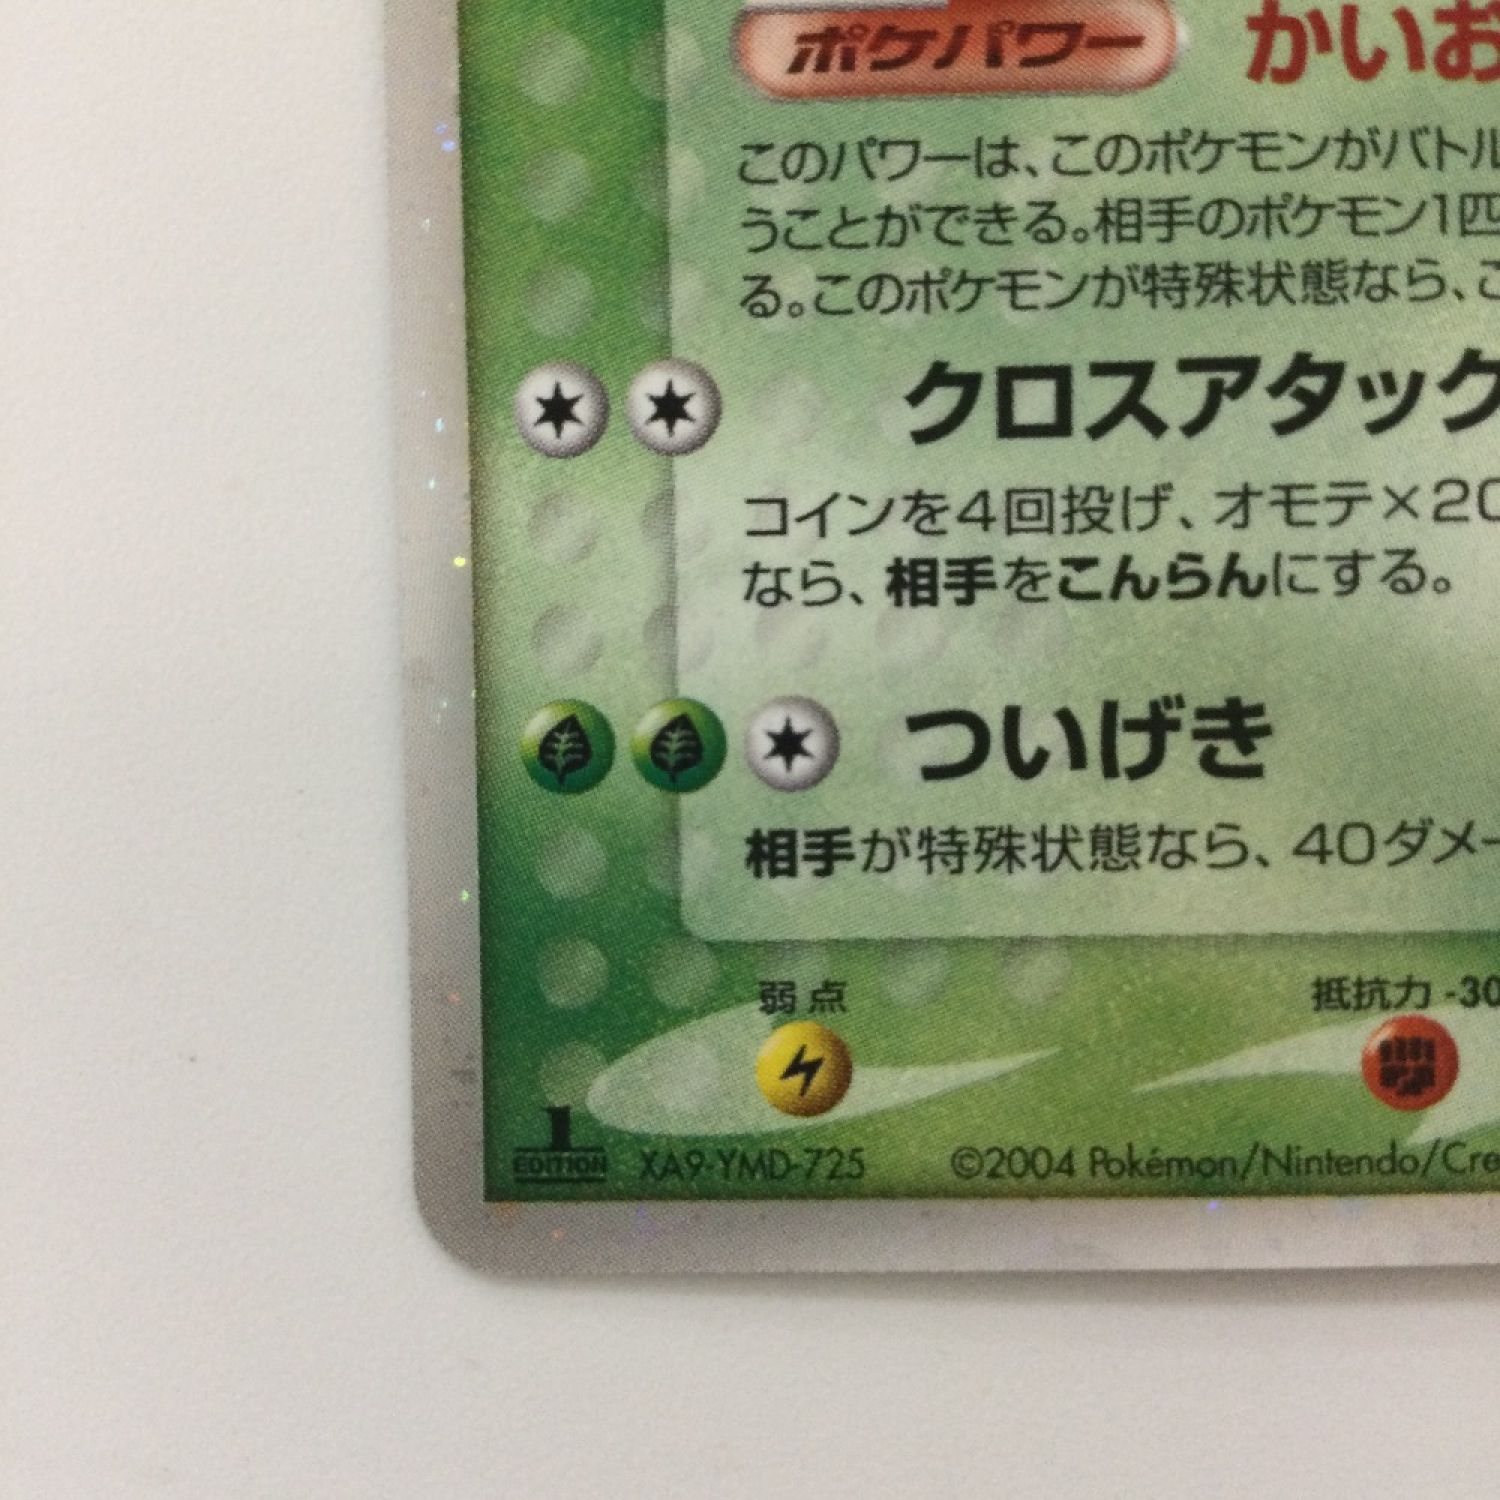 ポケパワー かいお
このパワーは、このポケモンがバトル
うことができる。相手のポケモン1匹
る。このポケモンが特殊状態なら、こ
クロスアタック
コインを4回投げ、オモテ×20
なら、相手をこんらんにする。
ついげき
相手が特殊状態なら、40ダメー
弱点 抵抗力 -30
1 EDITION XA9-YMD-725 ©2004 Pokémon/Nintendo/Cre